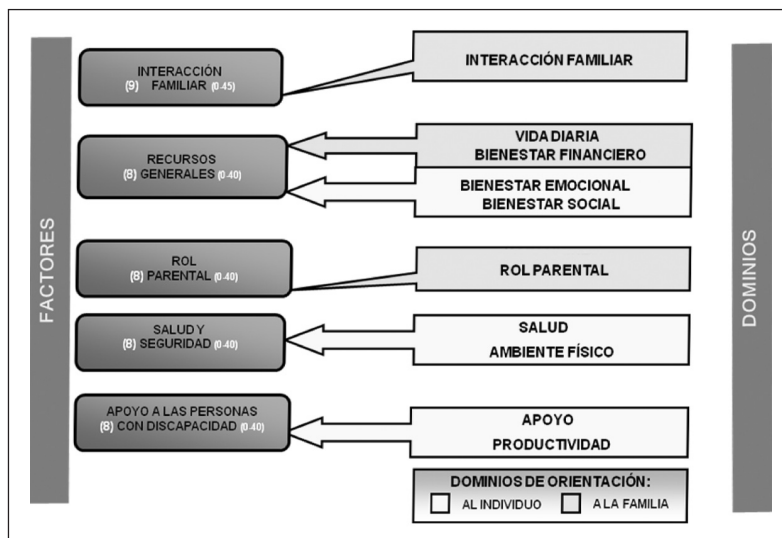 FACTORES
INTERACCIÓN
(9) FAMILIAR (0-45)
INTERACCIÓN FAMILIAR
RECURSOS
(8) GENERALES (0-40)
VIDA DIARIA
BIENESTAR FINANCIERO
BIENESTAR EMOCIONAL
BIENESTAR SOCIAL
ROL
(8) PARENTAL (0-40)
ROL PARENTAL
SALUD Y
(8) SEGURIDAD (0-40)
SALUD
AMBIENTE FÍSICO
APOYO A LAS PERSONAS
(8) CON DISCAPACIDAD (0-40)
APOYO
PRODUCTIVIDAD
DOMINIOS
DOMINIOS DE ORIENTACIÓN:
AL INDIVIDUO A LA FAMILIA